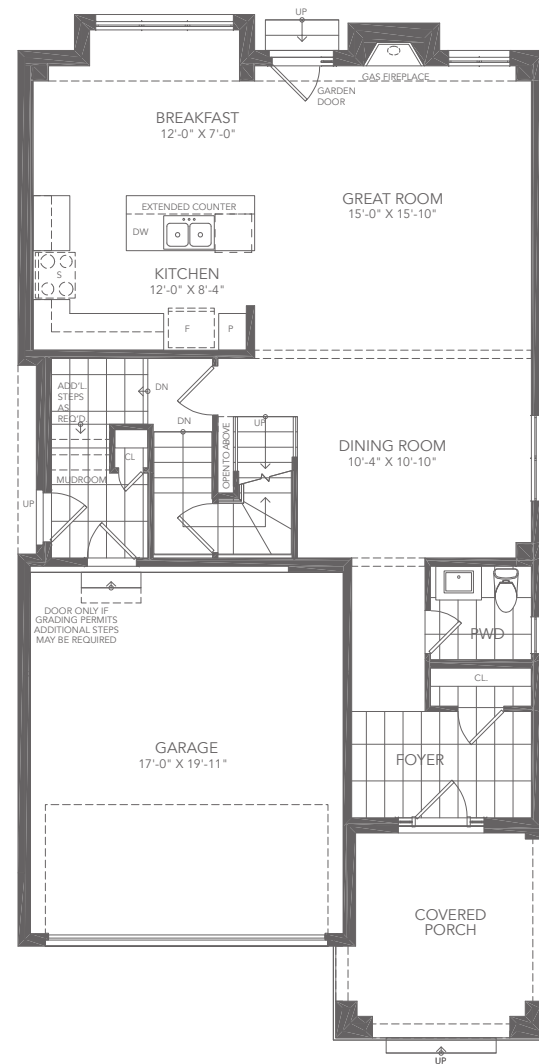 UP
GAS FIREPLACE
GARDEN
DOOR
BREAKFAST
12'-0" X 7'-0"
GREAT ROOM
15'-0" X 15'-10"
EXTENDED COUNTER
DW
S
KITCHEN
12'-0" X 8'-4"
F
P
ADD'L.
STEPS
AS
REQ'D.
DN
DN
UP
OPEN TO ABOVE
CL
MUDROOM
UP
DINING ROOM
10'-4" X 10'-10"
DOOR ONLY IF
GRADING PERMITS
ADDITIONAL STEPS
MAY BE REQUIRED
PWD
CL.
GARAGE
17'-0" X 19'-11"
FOYER
COVERED
PORCH
UP